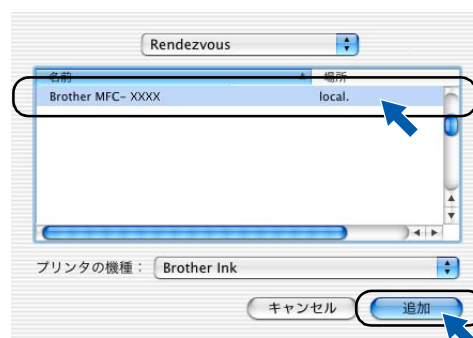 Rendezvous
名前 場所
Brother MFC- XXXX local.
プリンタの機種： Brother Ink
キャンセル 追加